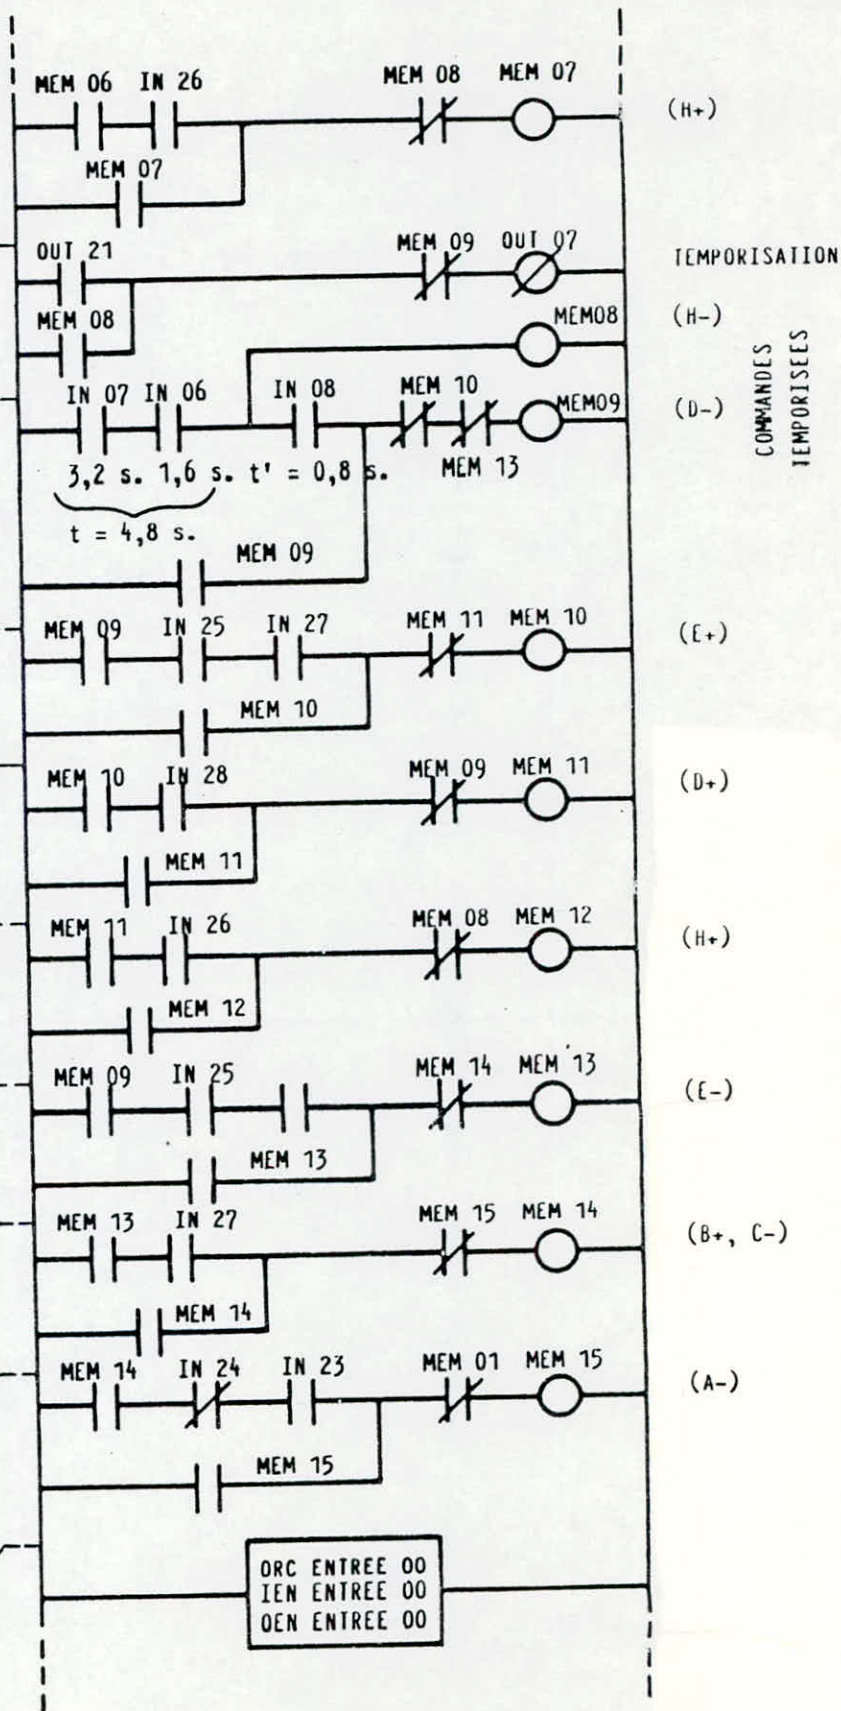 MEM 06 IN 26 MEM 08 MEM 07 (H+)
MEM 07
OUT 21 MEM 09 OUT 07 TEMPORISATION
MEM 08 MEM08 (H-)
COMMANDES
TEMPORISEES
IN 07 IN 06 IN 08 MEM 10 MEM09 (D-)
3,2 s. 1,6 s. t' = 0,8 s. MEM 13
t = 4,8 s.
MEM 09
MEM 09 IN 25 IN 27 MEM 11 MEM 10 (E+)
MEM 10
MEM 10 IN 28 MEM 09 MEM 11 (D+)
MEM 11
MEM 11 IN 26 MEM 08 MEM 12 (H+)
MEM 12
MEM 09 IN 25 MEM 14 MEM 13 (E-)
MEM 13
MEM 13 IN 27 MEM 15 MEM 14 (B+, C-)
MEM 14
MEM 14 IN 24 IN 23 MEM 01 MEM 15 (A-)
MEM 15
ORC ENTREE 00
IEN ENTREE 00
OEN ENTREE 00